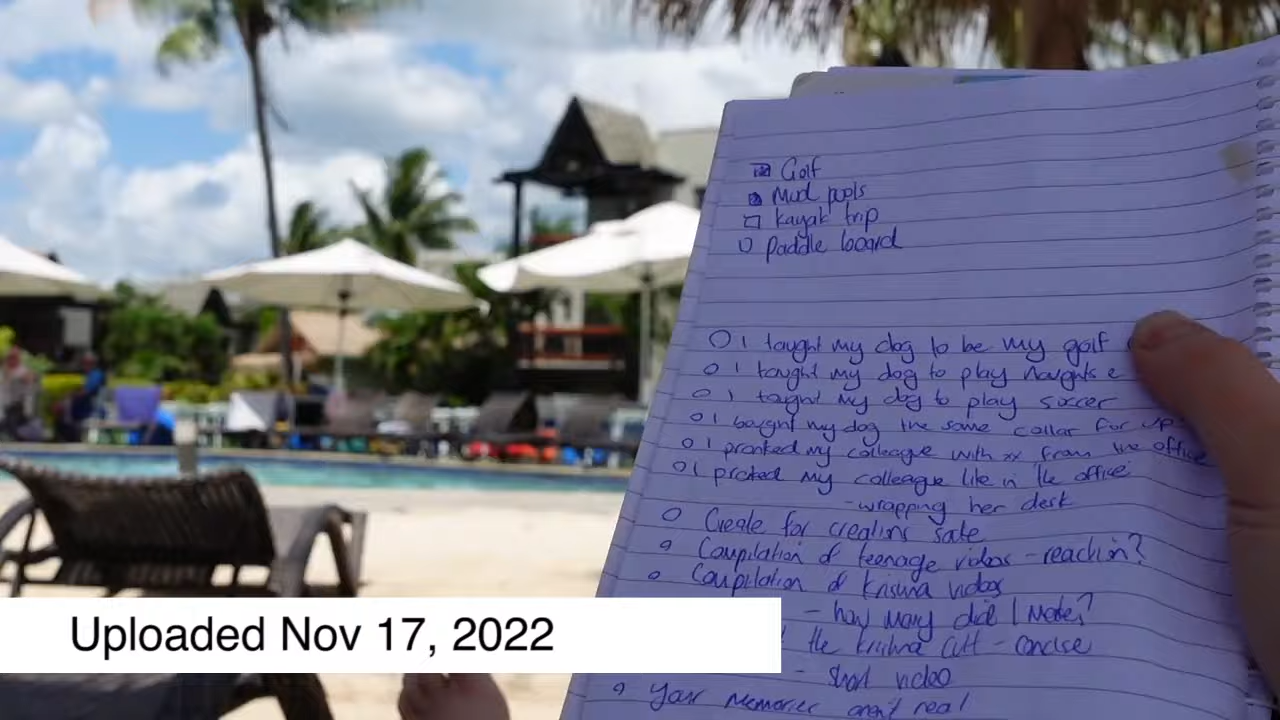 Golf
Mud pools
Kayak trip
Paddle board
I taught my dog to be my golf
I taught my dog to play noughts &
I taught my dog to play soccer
I bought my dog the same collar for up
I pranked my colleague with xx from the office
I praked my colleague like in the office
- wrapping her desk
Create for creations sake
Compilation of teenage videos - reaction?
Compilation of Krishna videos
- how many did I make?
the Krishna - concise
- short video
Your memories aren't real
Uploaded Nov 17, 2022